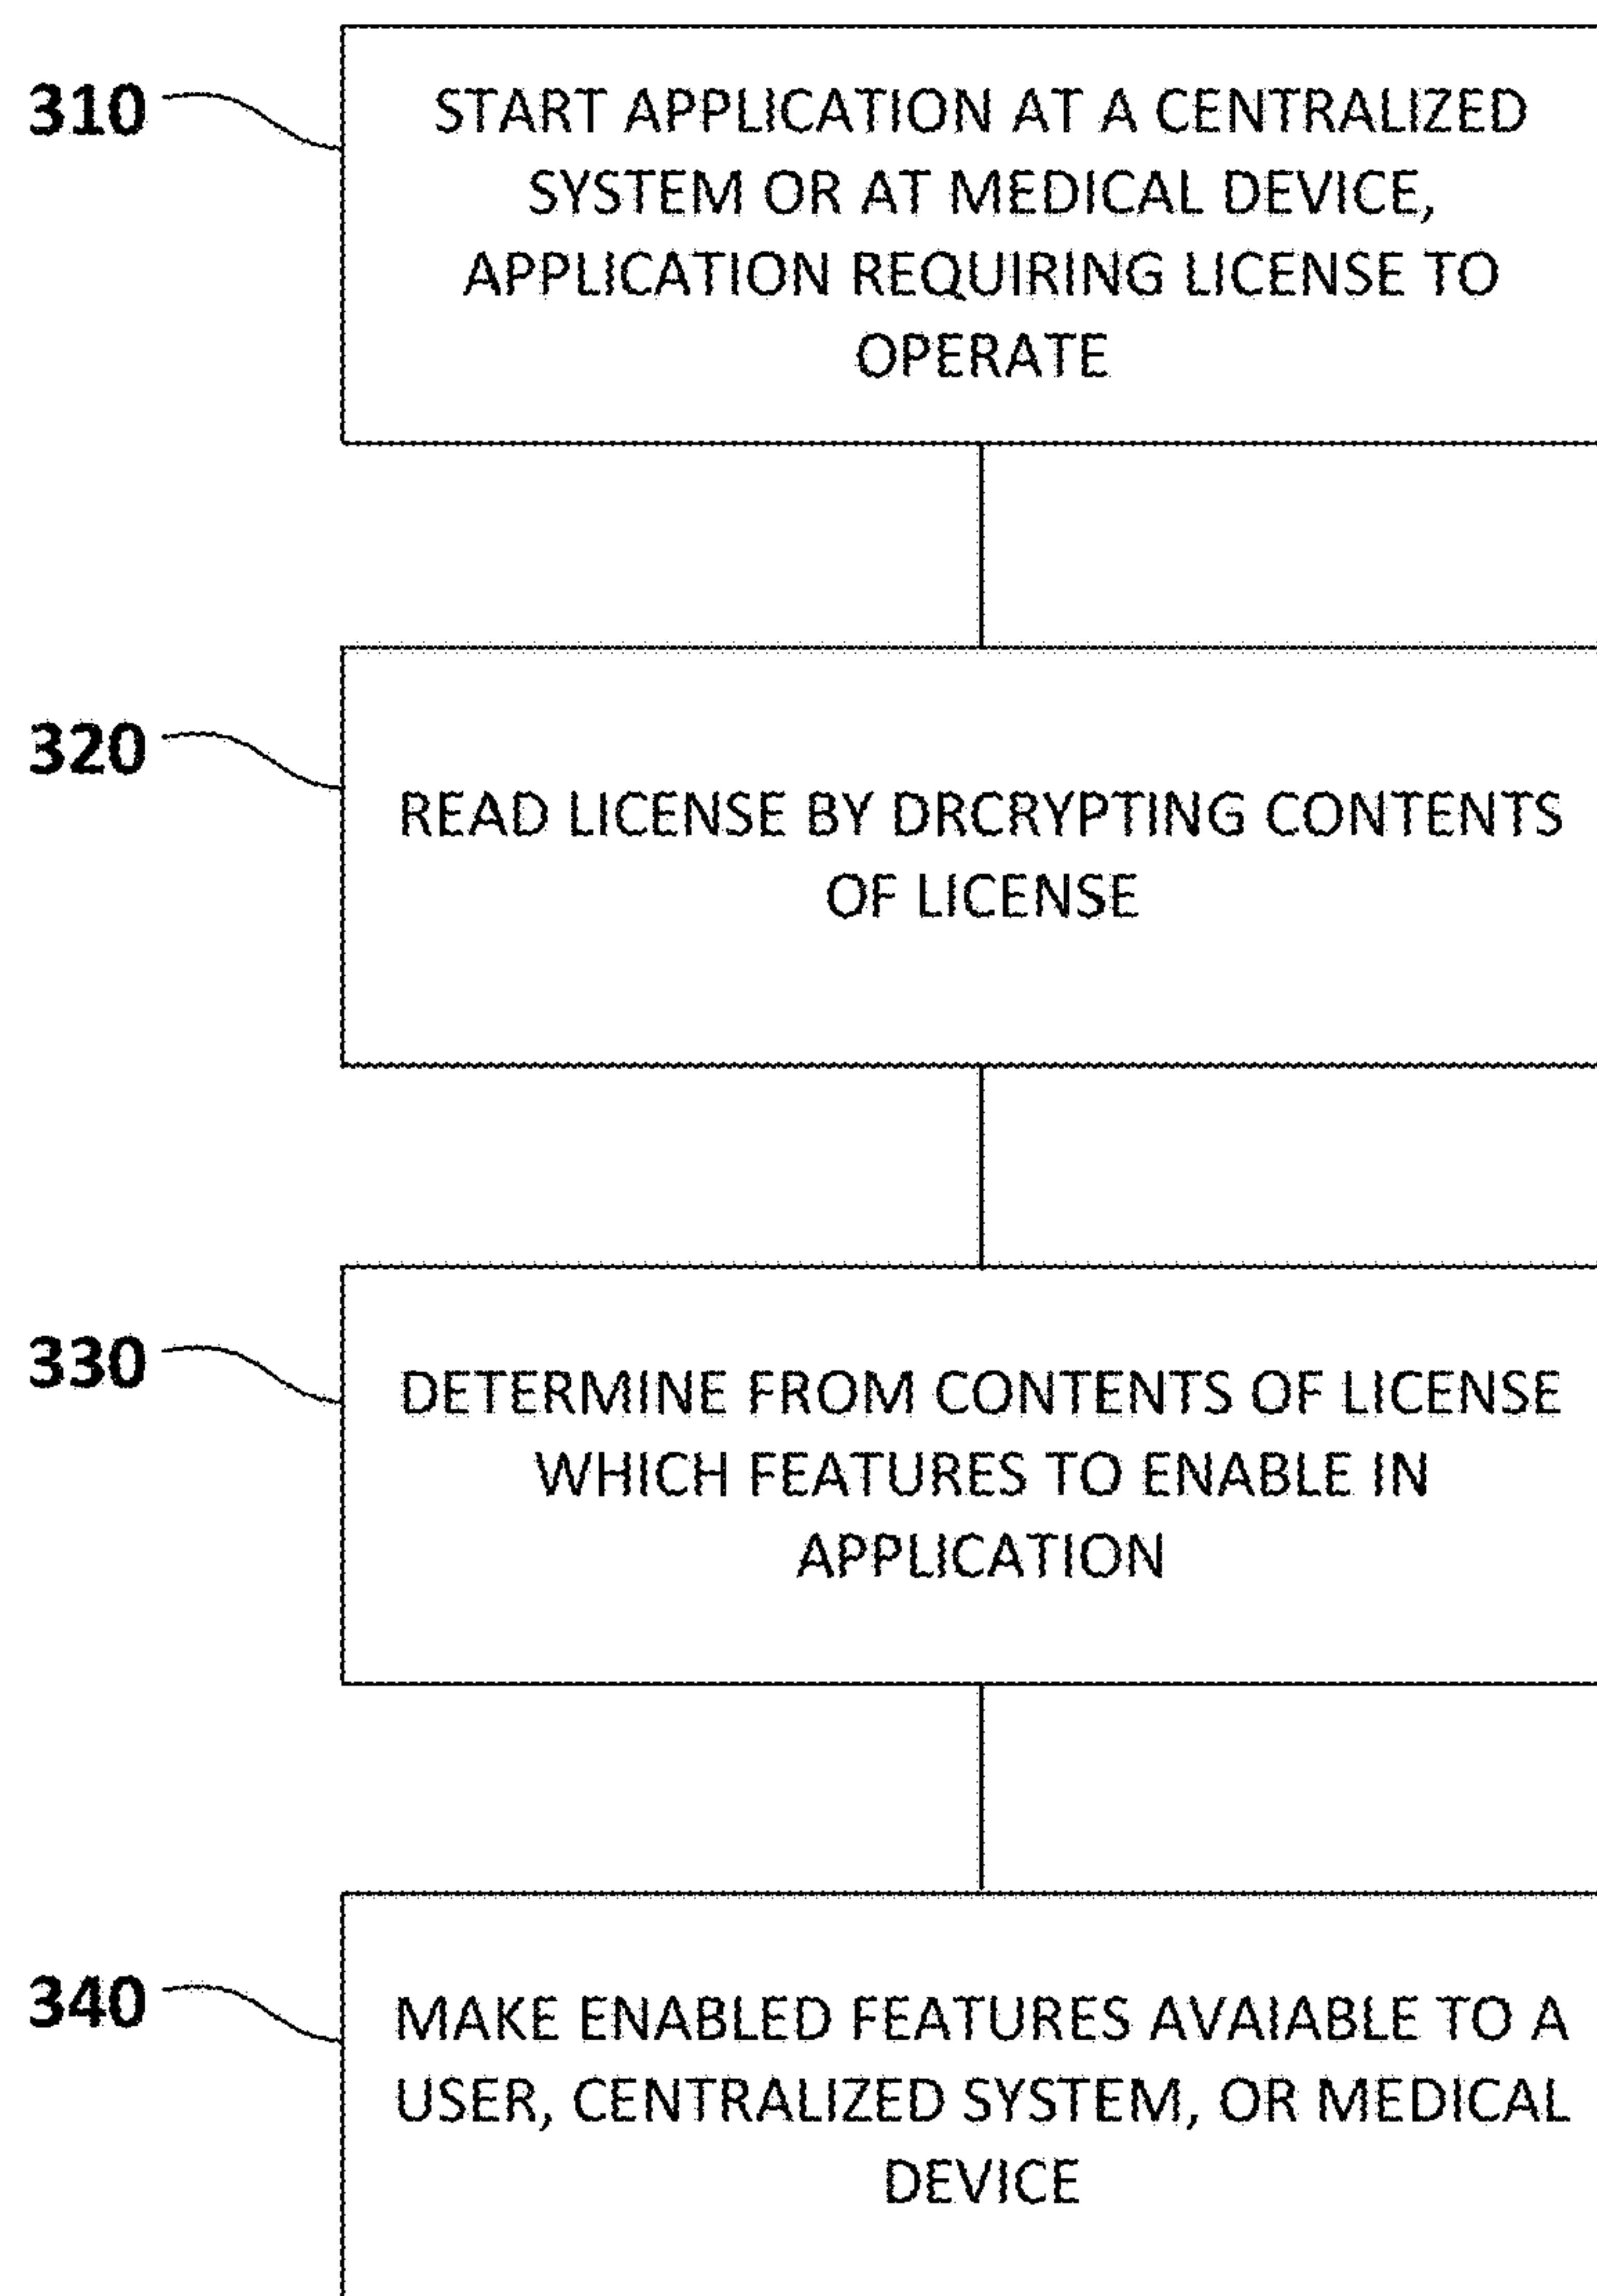 310
START APPLICATION AT A CENTRALIZED
SYSTEM OR AT MEDICAL DEVICE,
APPLICATION REQUIRING LICENSE TO
OPERATE
320
READ LICENSE BY DRCRYPTING CONTENTS
OF LICENSE
330
DETERMINE FROM CONTENTS OF LICENSE
WHICH FEATURES TO ENABLE IN
APPLICATION
340
MAKE ENABLED FEATURES AVAIABLE TO A
USER, CENTRALIZED SYSTEM, OR MEDICAL
DEVICE